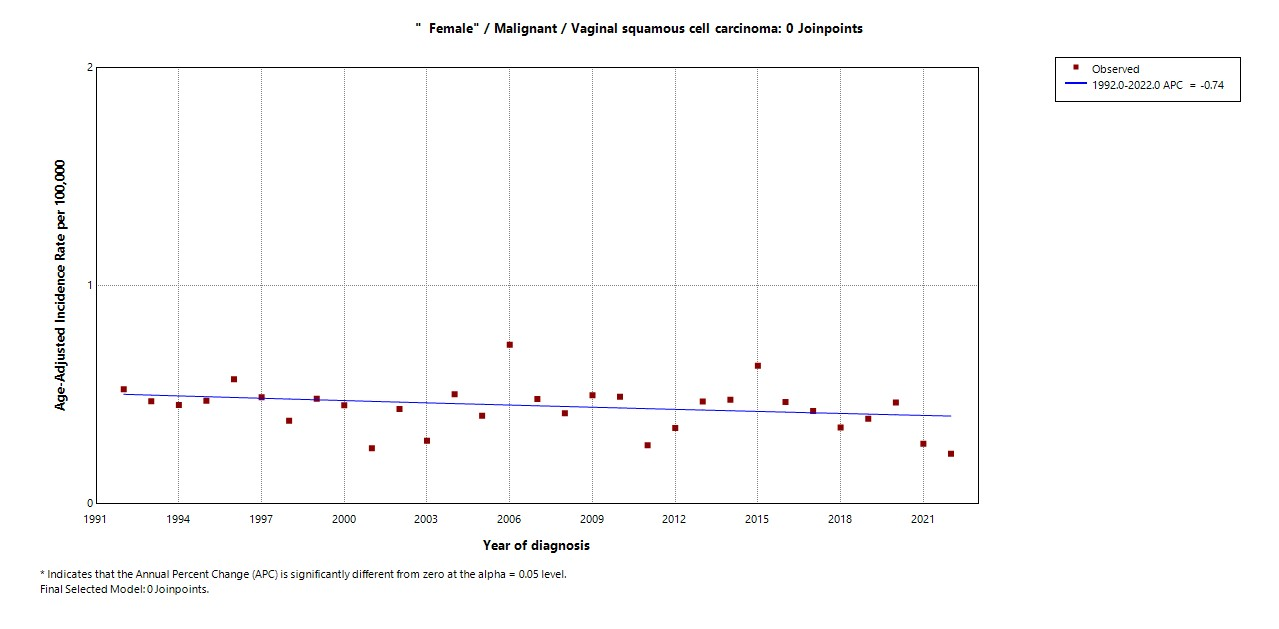 " Female" / Malignant / Vaginal squamous cell carcinoma: 0 Joinpoints
Observed
1992.0-2022.0 APC = -0.74
Age-Adjusted Incidence Rate per 100,000
2
1
0
1991 1994 1997 2000 2003 2006 2009 2012 2015 2018 2021
Year of diagnosis
* Indicates that the Annual Percent Change (APC) is significantly different from zero at the alpha = 0.05 level.
Final Selected Model: 0 Joinpoints.